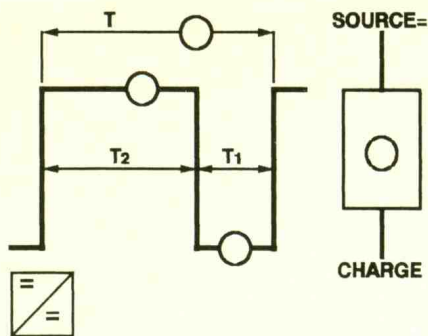 T
SOURCE=
T2
T1
CHARGE
=
=